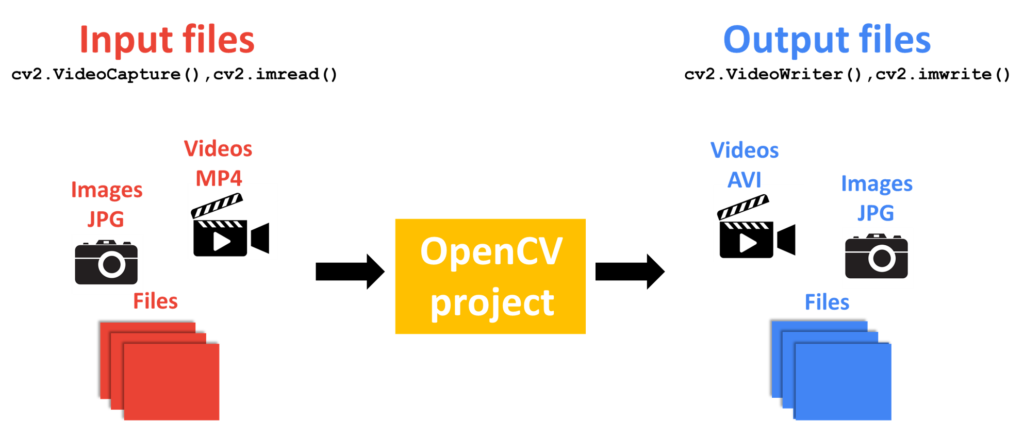 Input files
cv2.VideoCapture(),cv2.imread()
Videos
MP4
Images
JPG
Files
OpenCV
project
Output files
cv2.VideoWriter(),cv2.imwrite()
Videos
AVI
Images
JPG
Files